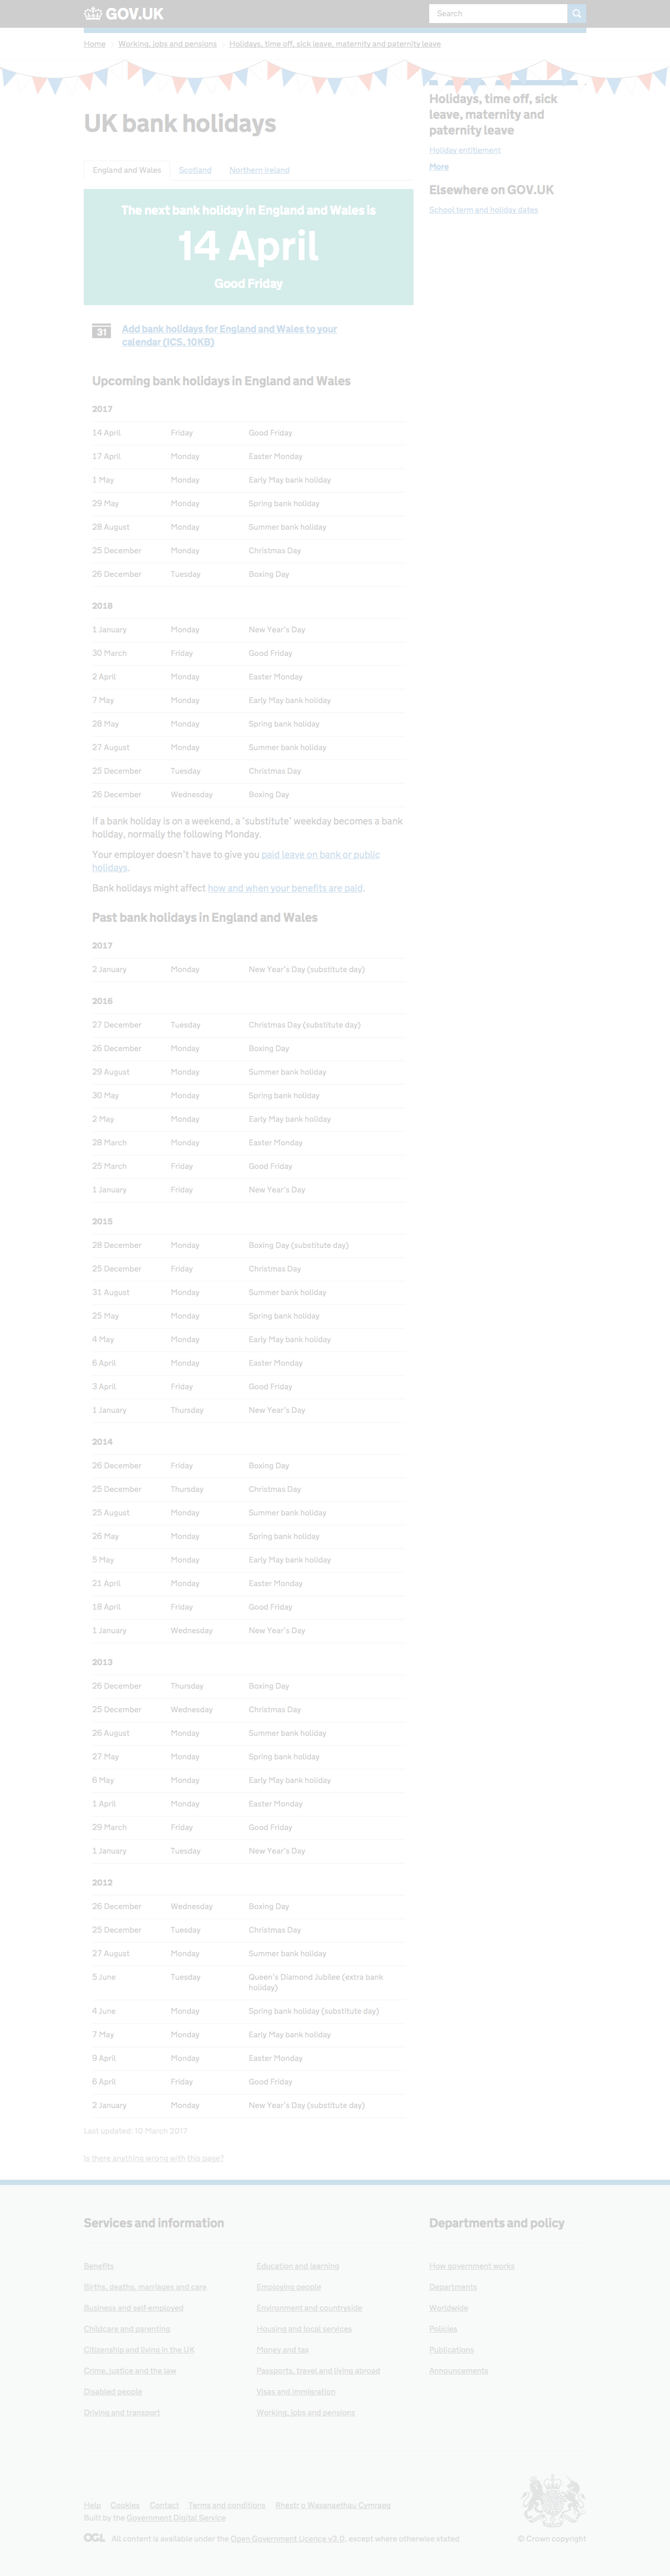 GOV.UK
Search
Home
Working, jobs and pensions
Holidays, time off, sick leave, maternity and paternity leave
UK bank holidays
England and Wales
Scotland
Northern Ireland
The next bank holiday in England and Wales is
14 April
Good Friday
31
Add bank holidays for England and Wales to your
calendar (ICS, 10KB)
Upcoming bank holidays in England and Wales
2017
14 April Friday Good Friday
17 April Monday Easter Monday
1 May Monday Early May bank holiday
29 May Monday Spring bank holiday
28 August Monday Summer bank holiday
25 December Monday Christmas Day
26 December Tuesday Boxing Day
2018
1 January Monday New Year's Day
30 March Friday Good Friday
2 April Monday Easter Monday
7 May Monday Early May bank holiday
28 May Monday Spring bank holiday
27 August Monday Summer bank holiday
25 December Tuesday Christmas Day
26 December Wednesday Boxing Day
If a bank holiday is on a weekend, a 'substitute' weekday becomes a bank
holiday, normally the following Monday.
Your employer doesn't have to give you paid leave on bank or public
holidays.
Bank holidays might affect how and when your benefits are paid.
Past bank holidays in England and Wales
2017
2 January Monday New Year's Day (substitute day)
2016
27 December Tuesday Christmas Day (substitute day)
26 December Monday Boxing Day
29 August Monday Summer bank holiday
30 May Monday Spring bank holiday
2 May Monday Early May bank holiday
28 March Monday Easter Monday
25 March Friday Good Friday
1 January Friday New Year's Day
2015
28 December Monday Boxing Day (substitute day)
25 December Friday Christmas Day
31 August Monday Summer bank holiday
25 May Monday Spring bank holiday
4 May Monday Early May bank holiday
6 April Monday Easter Monday
3 April Friday Good Friday
1 January Thursday New Year's Day
2014
26 December Friday Boxing Day
25 December Thursday Christmas Day
25 August Monday Summer bank holiday
26 May Monday Spring bank holiday
5 May Monday Early May bank holiday
21 April Monday Easter Monday
18 April Friday Good Friday
1 January Wednesday New Year's Day
2013
26 December Thursday Boxing Day
25 December Wednesday Christmas Day
26 August Monday Summer bank holiday
27 May Monday Spring bank holiday
6 May Monday Early May bank holiday
1 April Monday Easter Monday
29 March Friday Good Friday
1 January Tuesday New Year's Day
2012
26 December Wednesday Boxing Day
25 December Tuesday Christmas Day
27 August Monday Summer bank holiday
5 June Tuesday Queen's Diamond Jubilee (extra bank
holiday)
4 June Monday Spring bank holiday (substitute day)
7 May Monday Early May bank holiday
9 April Monday Easter Monday
6 April Friday Good Friday
2 January Monday New Year's Day (substitute day)
Last updated: 10 March 2017
Is there anything wrong with this page?
Holidays, time off, sick
leave, maternity and
paternity leave
Holiday entitlement
More
Elsewhere on GOV.UK
School term and holiday dates
Services and information
Benefits
Births, deaths, marriages and care
Business and self-employed
Childcare and parenting
Citizenship and living in the UK
Crime, justice and the law
Disabled people
Driving and transport
Education and learning
Employing people
Environment and countryside
Housing and local services
Money and tax
Passports, travel and living abroad
Visas and immigration
Working, jobs and pensions
Departments and policy
How government works
Departments
Worldwide
Policies
Publications
Announcements
Help
Cookies
Contact
Terms and conditions
Rhestr o Wasanaethau Cymraeg
Built by the Government Digital Service
OGL
All content is available under the Open Government Licence v3.0, except where otherwise stated
© Crown copyright